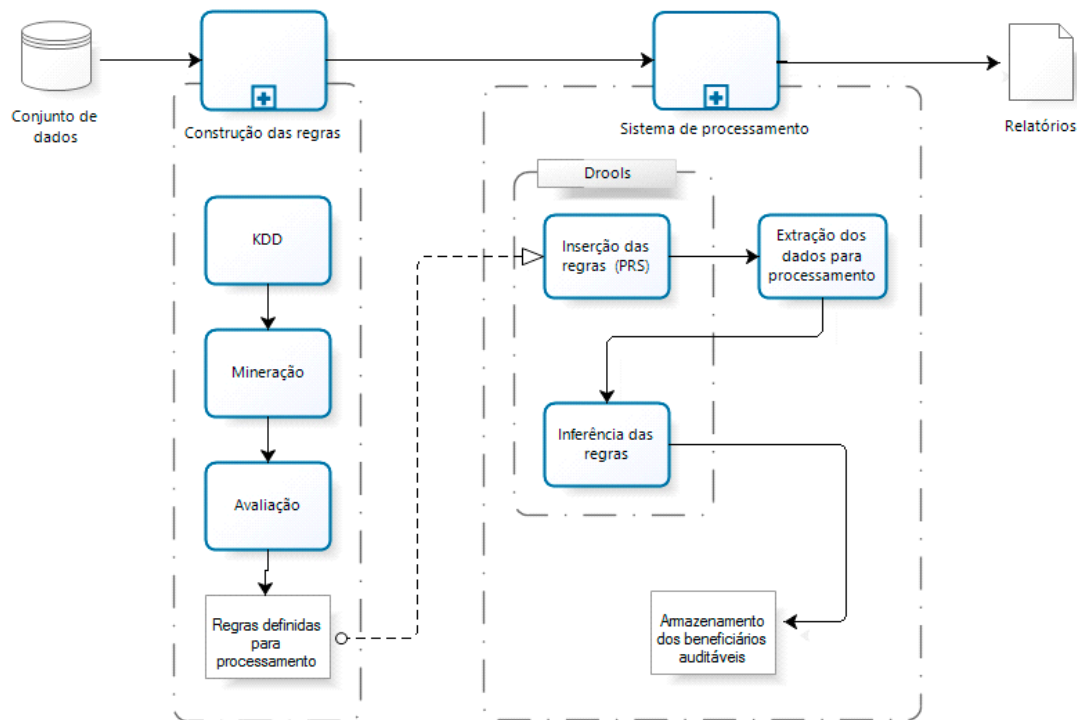 Conjunto de
dados
Construção das regras
Sistema de processamento
Relatórios
KDD
Mineração
Avaliação
Regras definidas
para
processamento
Drools
Inserção das
regras (PRS)
Extração dos
dados para
processamento
Inferência das
regras
Armazenamento
dos beneficiários
auditáveis